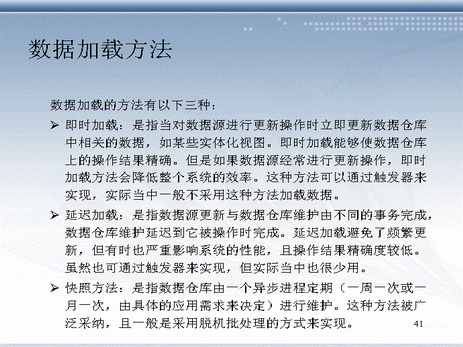 数据加载方法
数据加载的方法有以下三种：
➢ 即时加载：是指当对数据源进行更新操作时立即更新数据仓库
中相关的数据，如某些实体化视图。即时加载能够使数据仓库
上的操作结果精确。但是如果数据源经常进行更新操作，即时
加载方法会降低整个系统的效率。这种方法可以通过触发器来
实现，实际当中一般不采用这种方法加载数据。
➢ 延迟加载：是指数据源更新与数据仓库维护由不同的事务完成，
数据仓库维护延迟到它被操作时完成。延迟加载避免了频繁更
新，但有时也严重影响系统的性能，且操作结果精确度较低。
虽然也可通过触发器来实现，但实际当中也很少用。
➢ 快照方法：是指数据仓库由一个异步进程定期（一周一次或一
月一次，由具体的应用需求来决定）进行维护。这种方法被广
泛采纳，且一般是采用脱机批处理的方式来实现。
41